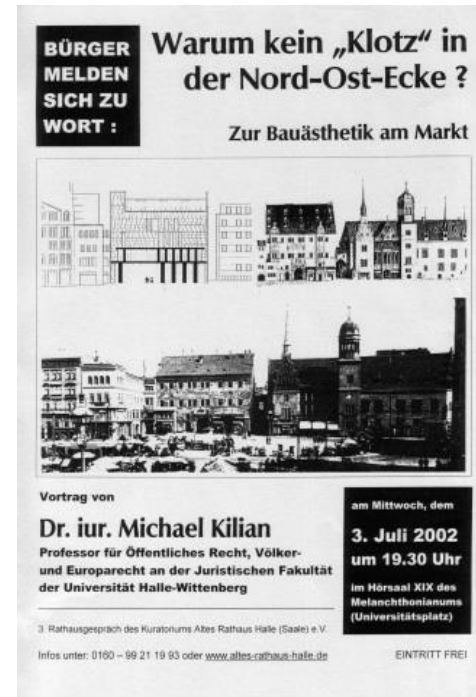 BÜRGER
MELDEN
SICH ZU
WORT :
Warum kein „Klotz“ in
der Nord-Ost-Ecke ?
Zur Bauästhetik am Markt
Vortrag von
Dr. iur. Michael Kilian
Professor für Öffentliches Recht, Völker-
und Europarecht an der Juristischen Fakultät
der Universität Halle-Wittenberg
am Mittwoch, dem
3. Juli 2002
um 19.30 Uhr
im Hörsaal XIX des
Melanchthonianums
(Universitätsplatz)
3. Rathausgespräch des Kuratoriums Altes Rathaus Halle (Saale) e.V.
Infos unter: 0160 – 99 21 19 93 oder www.altes-rathaus-halle.de
EINTRITT FREI